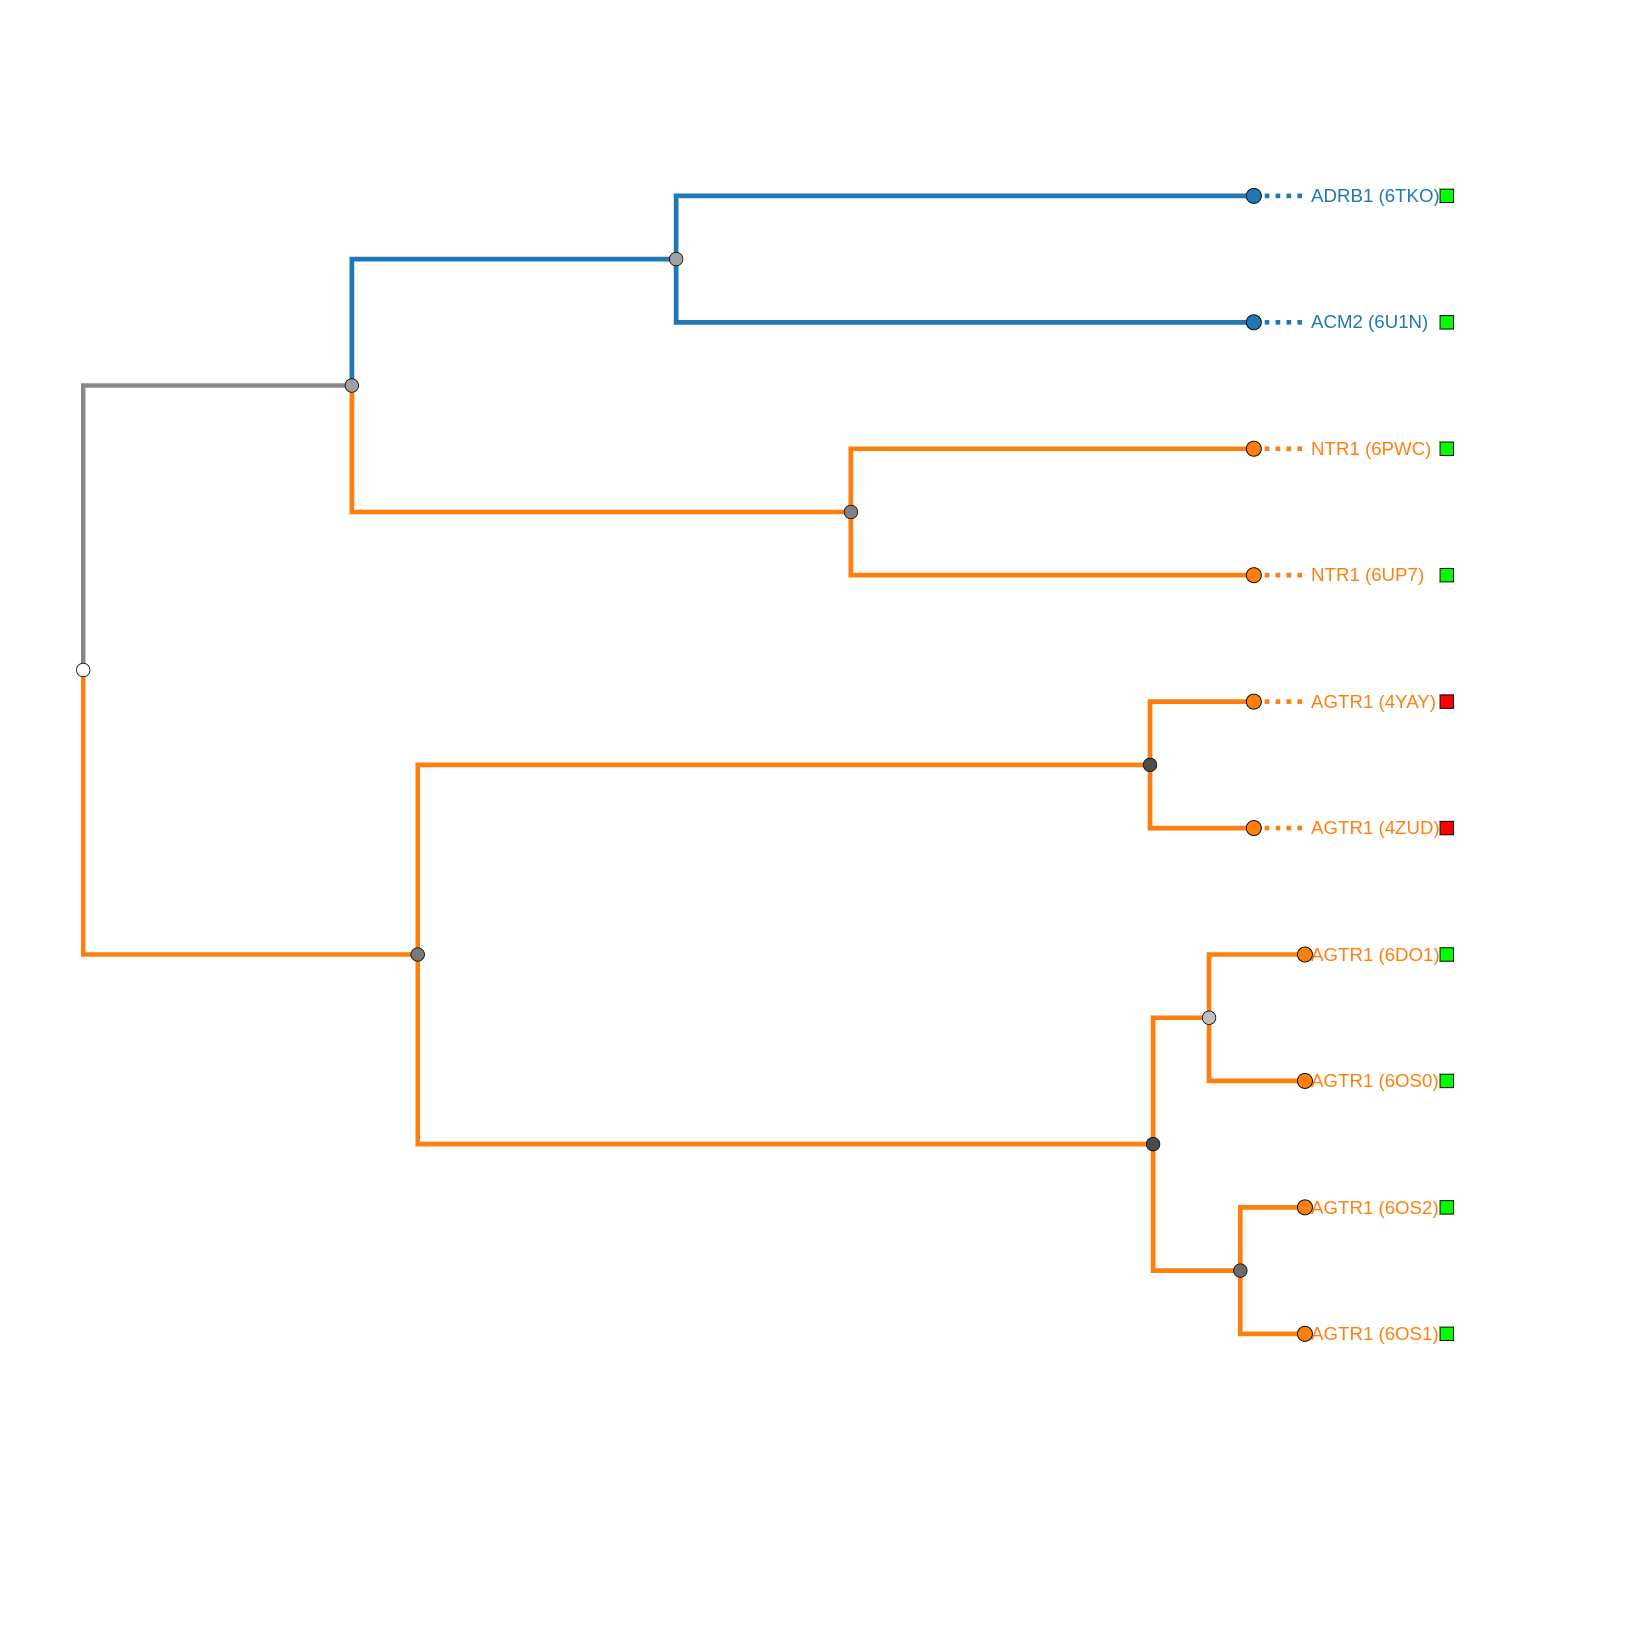 ADRB1 (6TKO)
ACM2 (6U1N)
NTR1 (6PWC)
NTR1 (6UP7)
AGTR1 (4YAY)
AGTR1 (4ZUD)
AGTR1 (6DO1)
AGTR1 (6OS0)
AGTR1 (6OS2)
AGTR1 (6OS1)